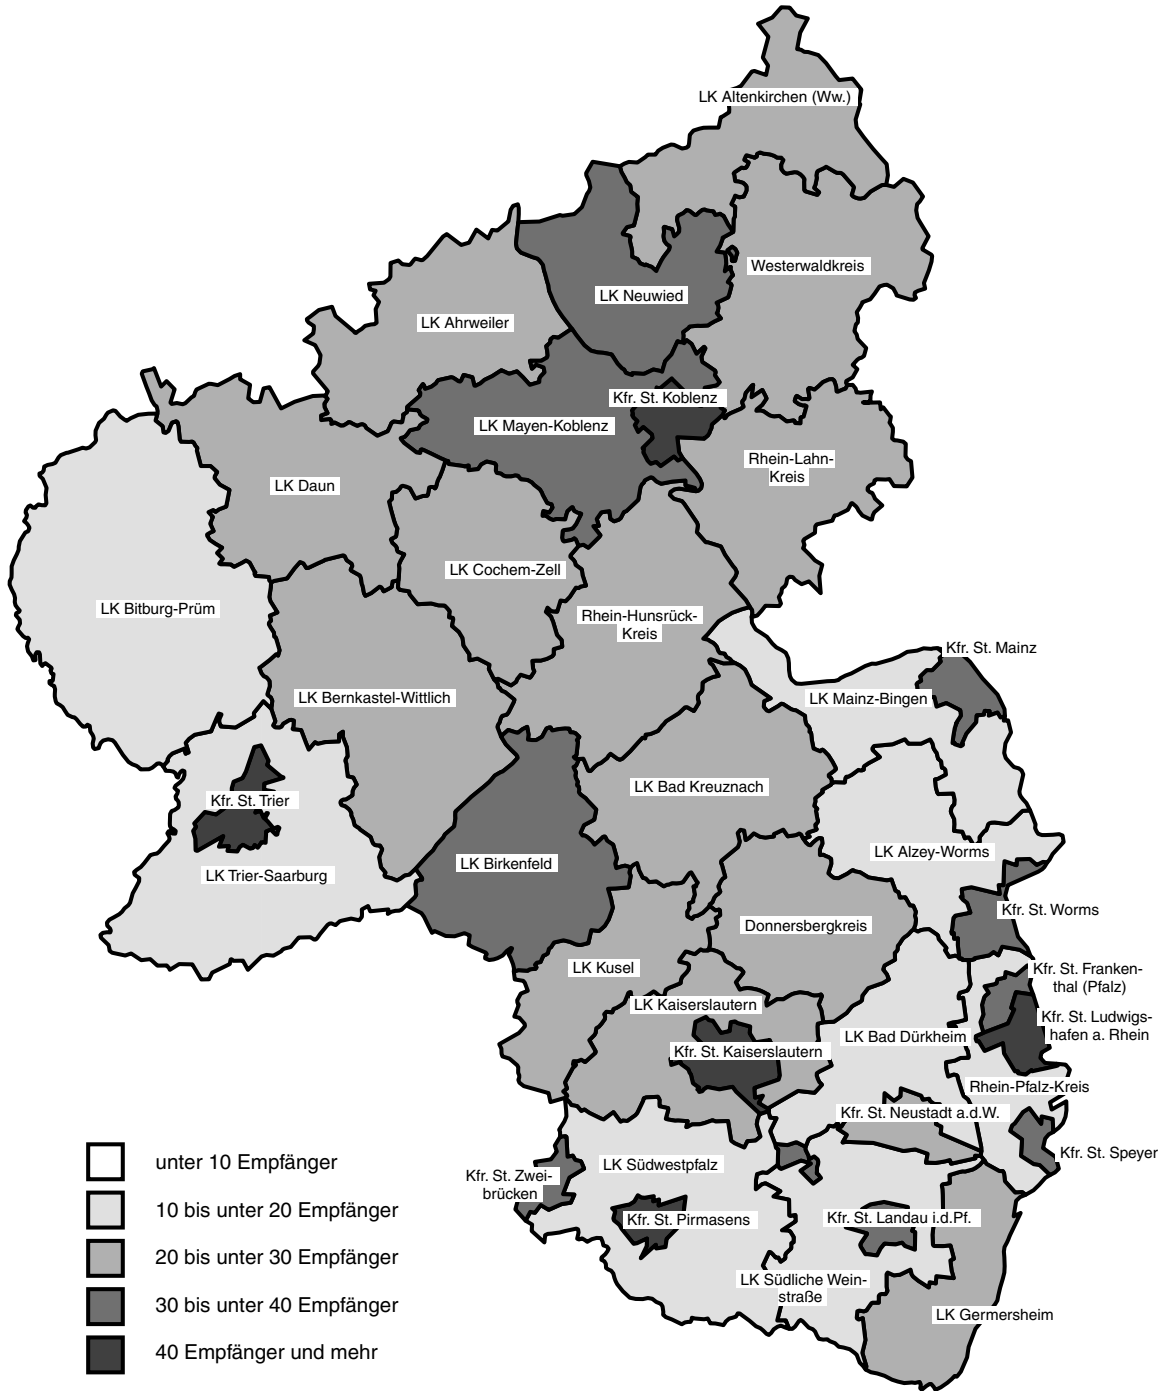 LK Altenkirchen (Ww.)
Westerwaldkreis
LK Neuwied
LK Ahrweiler
Kfr. St. Koblenz
LK Mayen-Koblenz
Rhein-Lahn-
Kreis
LK Daun
LK Cochem-Zell
LK Bitburg-Prüm
Rhein-Hunsrück-
Kreis
Kfr. St. Mainz
LK Bernkastel-Wittlich
LK Mainz-Bingen
LK Bad Kreuznach
Kfr. St. Trier
LK Alzey-Worms
LK Birkenfeld
LK Trier-Saarburg
Kfr. St. Worms
Donnersbergkreis
LK Kusel
Kfr. St. Franken-
thal (Pfalz)
LK Kaiserslautern
Kfr. St. Ludwigs-
hafen a. Rhein
LK Bad Dürkheim
Kfr. St. Kaiserslautern
Rhein-Pfalz-Kreis
Kfr. St. Neustadt a.d.W.
Kfr. St. Speyer
LK Südwestpfalz
Kfr. St. Zwei-
brücken
Kfr. St. Pirmasens
Kfr. St. Landau i.d.Pf.
LK Südliche Wein-
straße
LK Germersheim
unter 10 Empfänger
10 bis unter 20 Empfänger
20 bis unter 30 Empfänger
30 bis unter 40 Empfänger
40 Empfänger und mehr